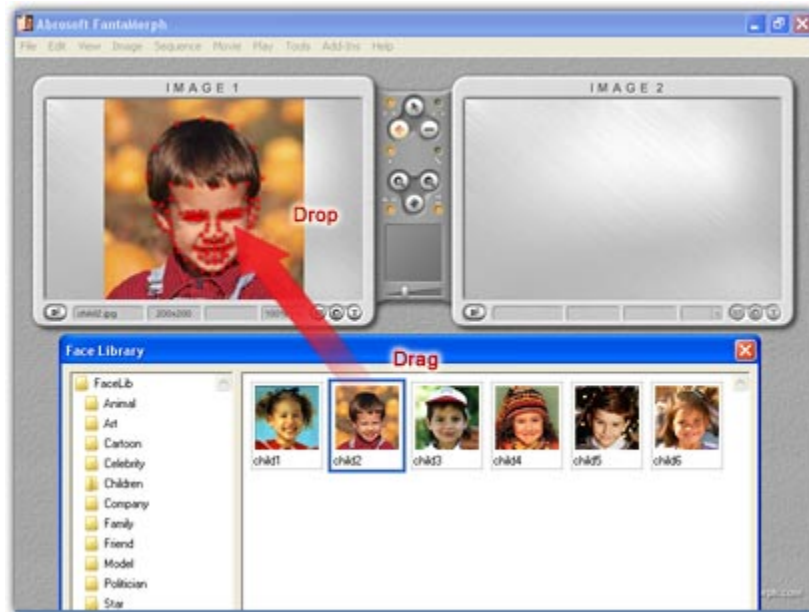 Abrosoft FantaMorph
File Edit View Image Sequence Movie Play Tools Add-Ins Help
IMAGE 1
IMAGE 2
Drop
child2.jpg 200x200 100%
Face Library
Drag
FaceLib
Animal
Art
Cartoon
Celebrity
Children
Company
Family
Friend
Model
Politician
Star
child1 child2 child3 child4 child5 child6